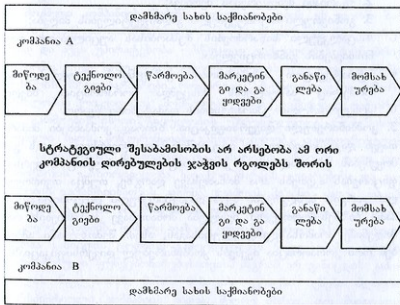 დამხმარე სახის საქმიანობები
კომპანია A
მიწოდე
ბა
ტექნოლო
გიები
წარმოება
მარკეტინ
გი და გა
ყიდვები
განაწი
ლება
მომსახ
ურება
სტრატეგიული შესაბამისობის არ არსებობა ამ ორი
კომპანიის ღირებულების ჯაჭვის რგოლებს შორის
მიწოდე
ბა
ტექნოლო
გიები
წარმოება
მარკეტინ
გი და გა
ყიდვები
განაწი
ლება
მომსახ
ურება
კომპანია B
დამხმარე სახის საქმიანობები